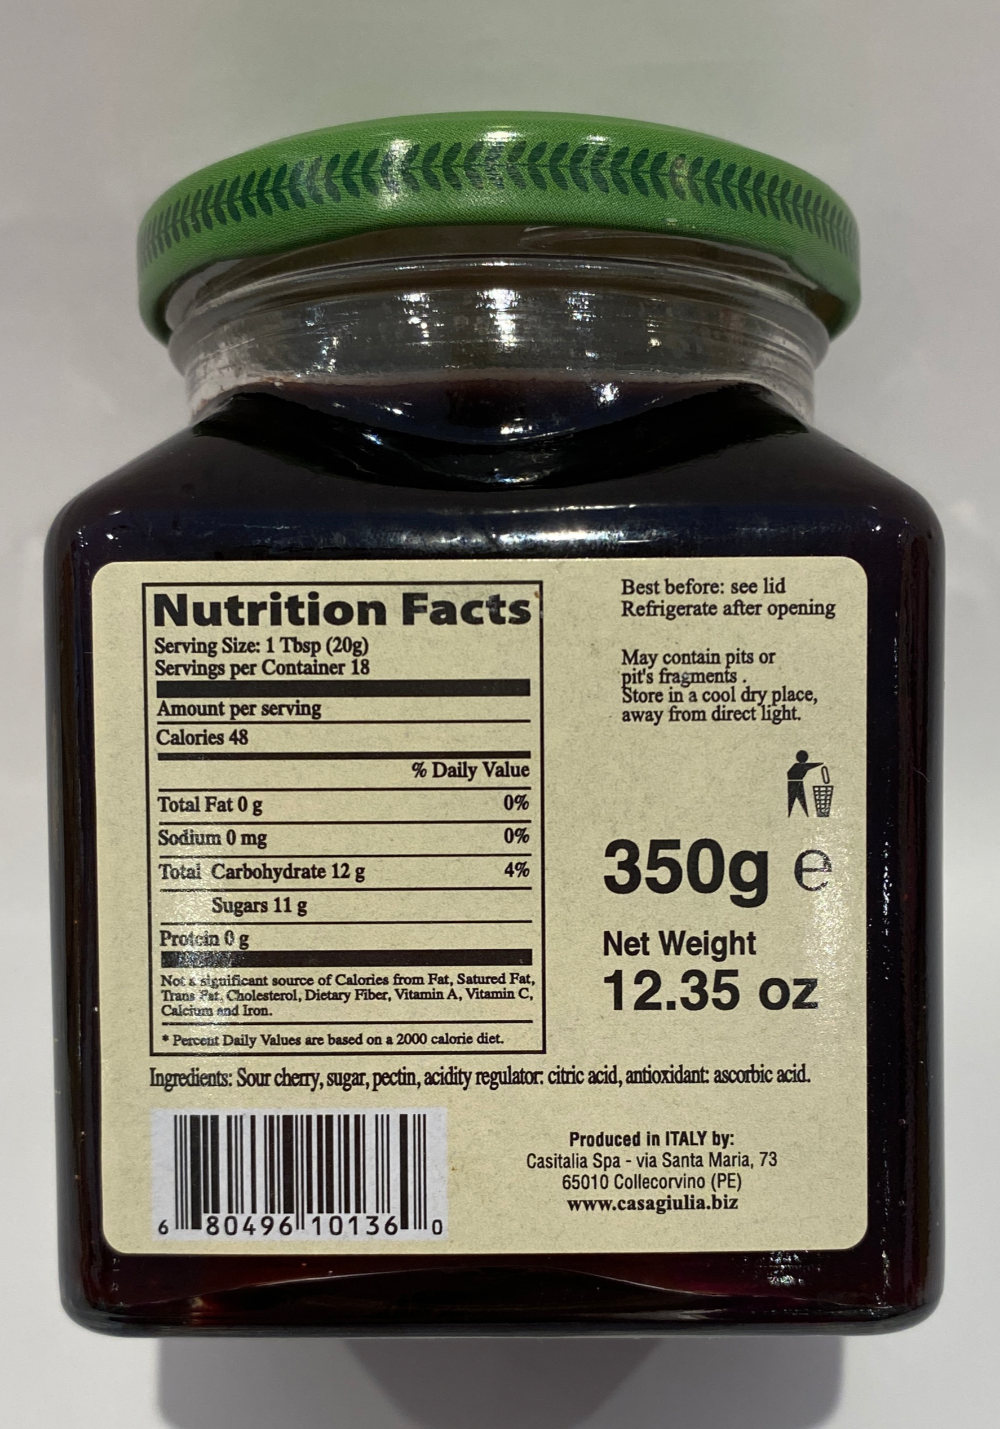 Nutrition Facts
Serving Size: 1 Tbsp (20g)
Servings per Container 18
Amount per serving
Calories 48
% Daily Value
Total Fat 0 g 0%
Sodium 0 mg 0%
Total Carbohydrate 12 g 4%
Sugars 11 g
Protein 0 g
Not a significant source of Calories from Fat, Satured Fat,
Trans Fat, Cholesterol, Dietary Fiber, Vitamin A, Vitamin C,
Calcium and Iron.
* Percent Daily Values are based on a 2000 calorie diet.
Best before: see lid
Refrigerate after opening
May contain pits or
pit's fragments .
Store in a cool dry place,
away from direct light.
350g e
Net Weight
12.35 oz
Ingredients: Sour cherry, sugar, pectin, acidity regulator: citric acid, antioxidant: ascorbic acid.
6 80496 10136 0
Produced in ITALY by:
Casitalia Spa - via Santa Maria, 73
65010 Collecorvino (PE)
www.casagiulia.biz